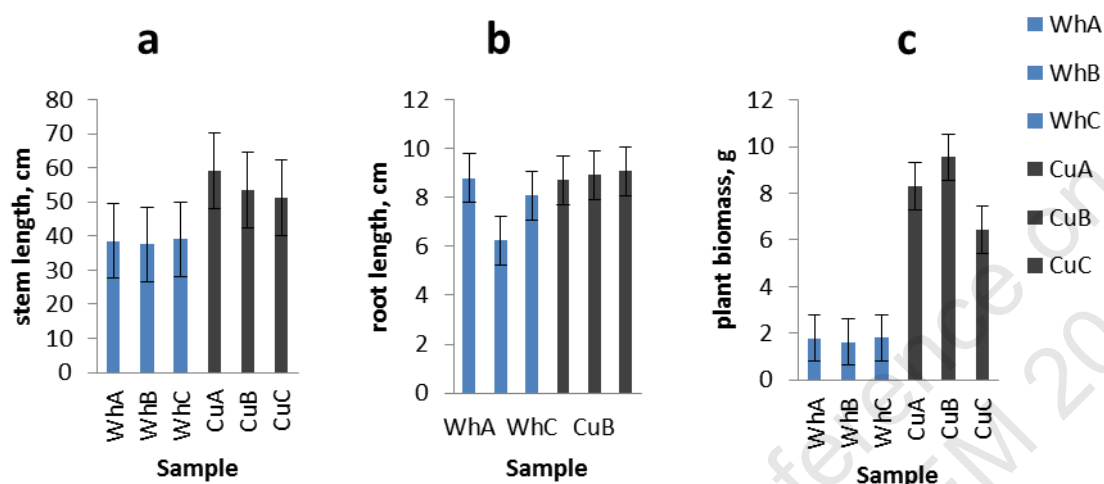 a
b
c
stem length, cm
80
70
60
50
40
30
20
10
0
WhA
WhB
WhC
CuA
CuB
CuC
Sample
root length, cm
12
10
8
6
4
2
0
WhA WhC CuB
Sample
plant biomass, g
12
10
8
6
4
2
0
WhA
WhB
WhC
CuA
CuB
CuC
Sample
WhA
WhB
WhC
CuA
CuB
CuC